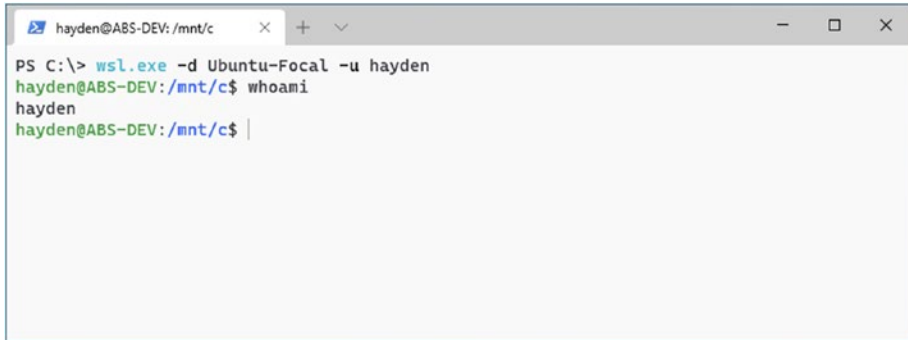 hayden@ABS-DEV: /mnt/c
PS C:\> wsl.exe -d Ubuntu-Focal -u hayden
hayden@ABS-DEV:/mnt/c$ whoami
hayden
hayden@ABS-DEV:/mnt/c$